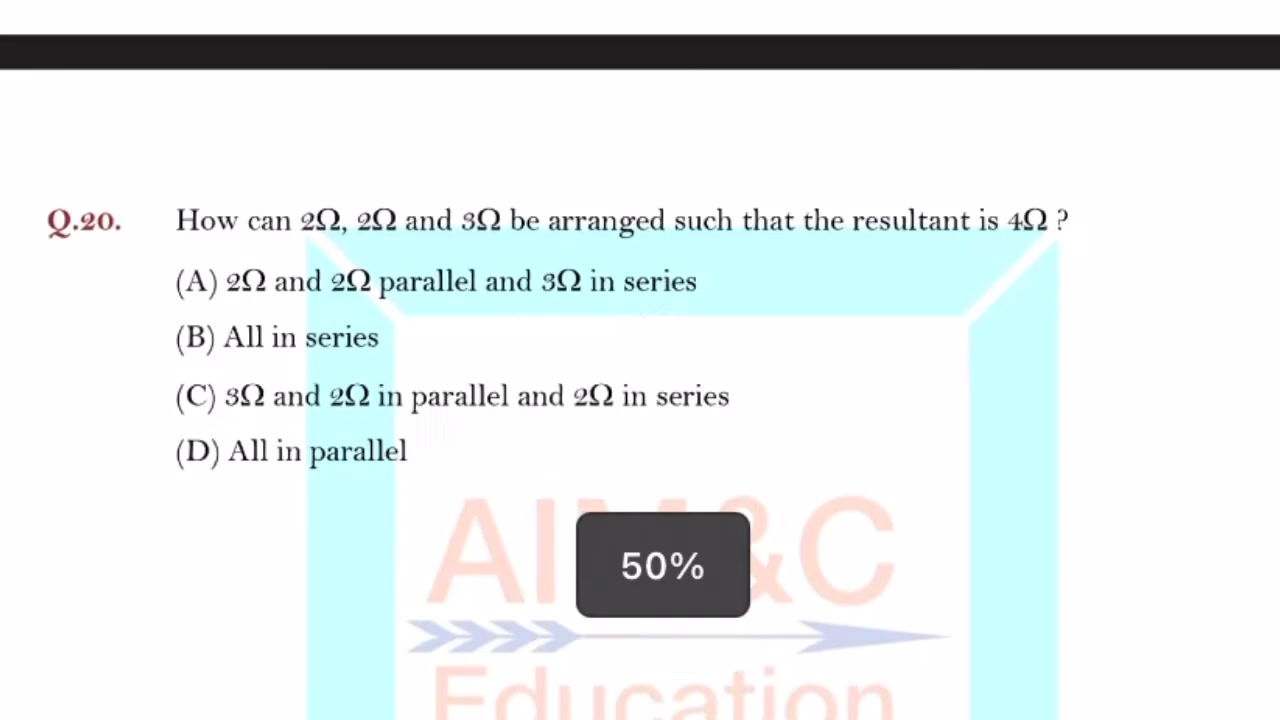 Q.20. How can 2Ω, 2Ω and 3Ω be arranged such that the resultant is 4Ω ?
(A) 2Ω and 2Ω parallel and 3Ω in series
(B) All in series
(C) 3Ω and 2Ω in parallel and 2Ω in series
(D) All in parallel
50%
Education